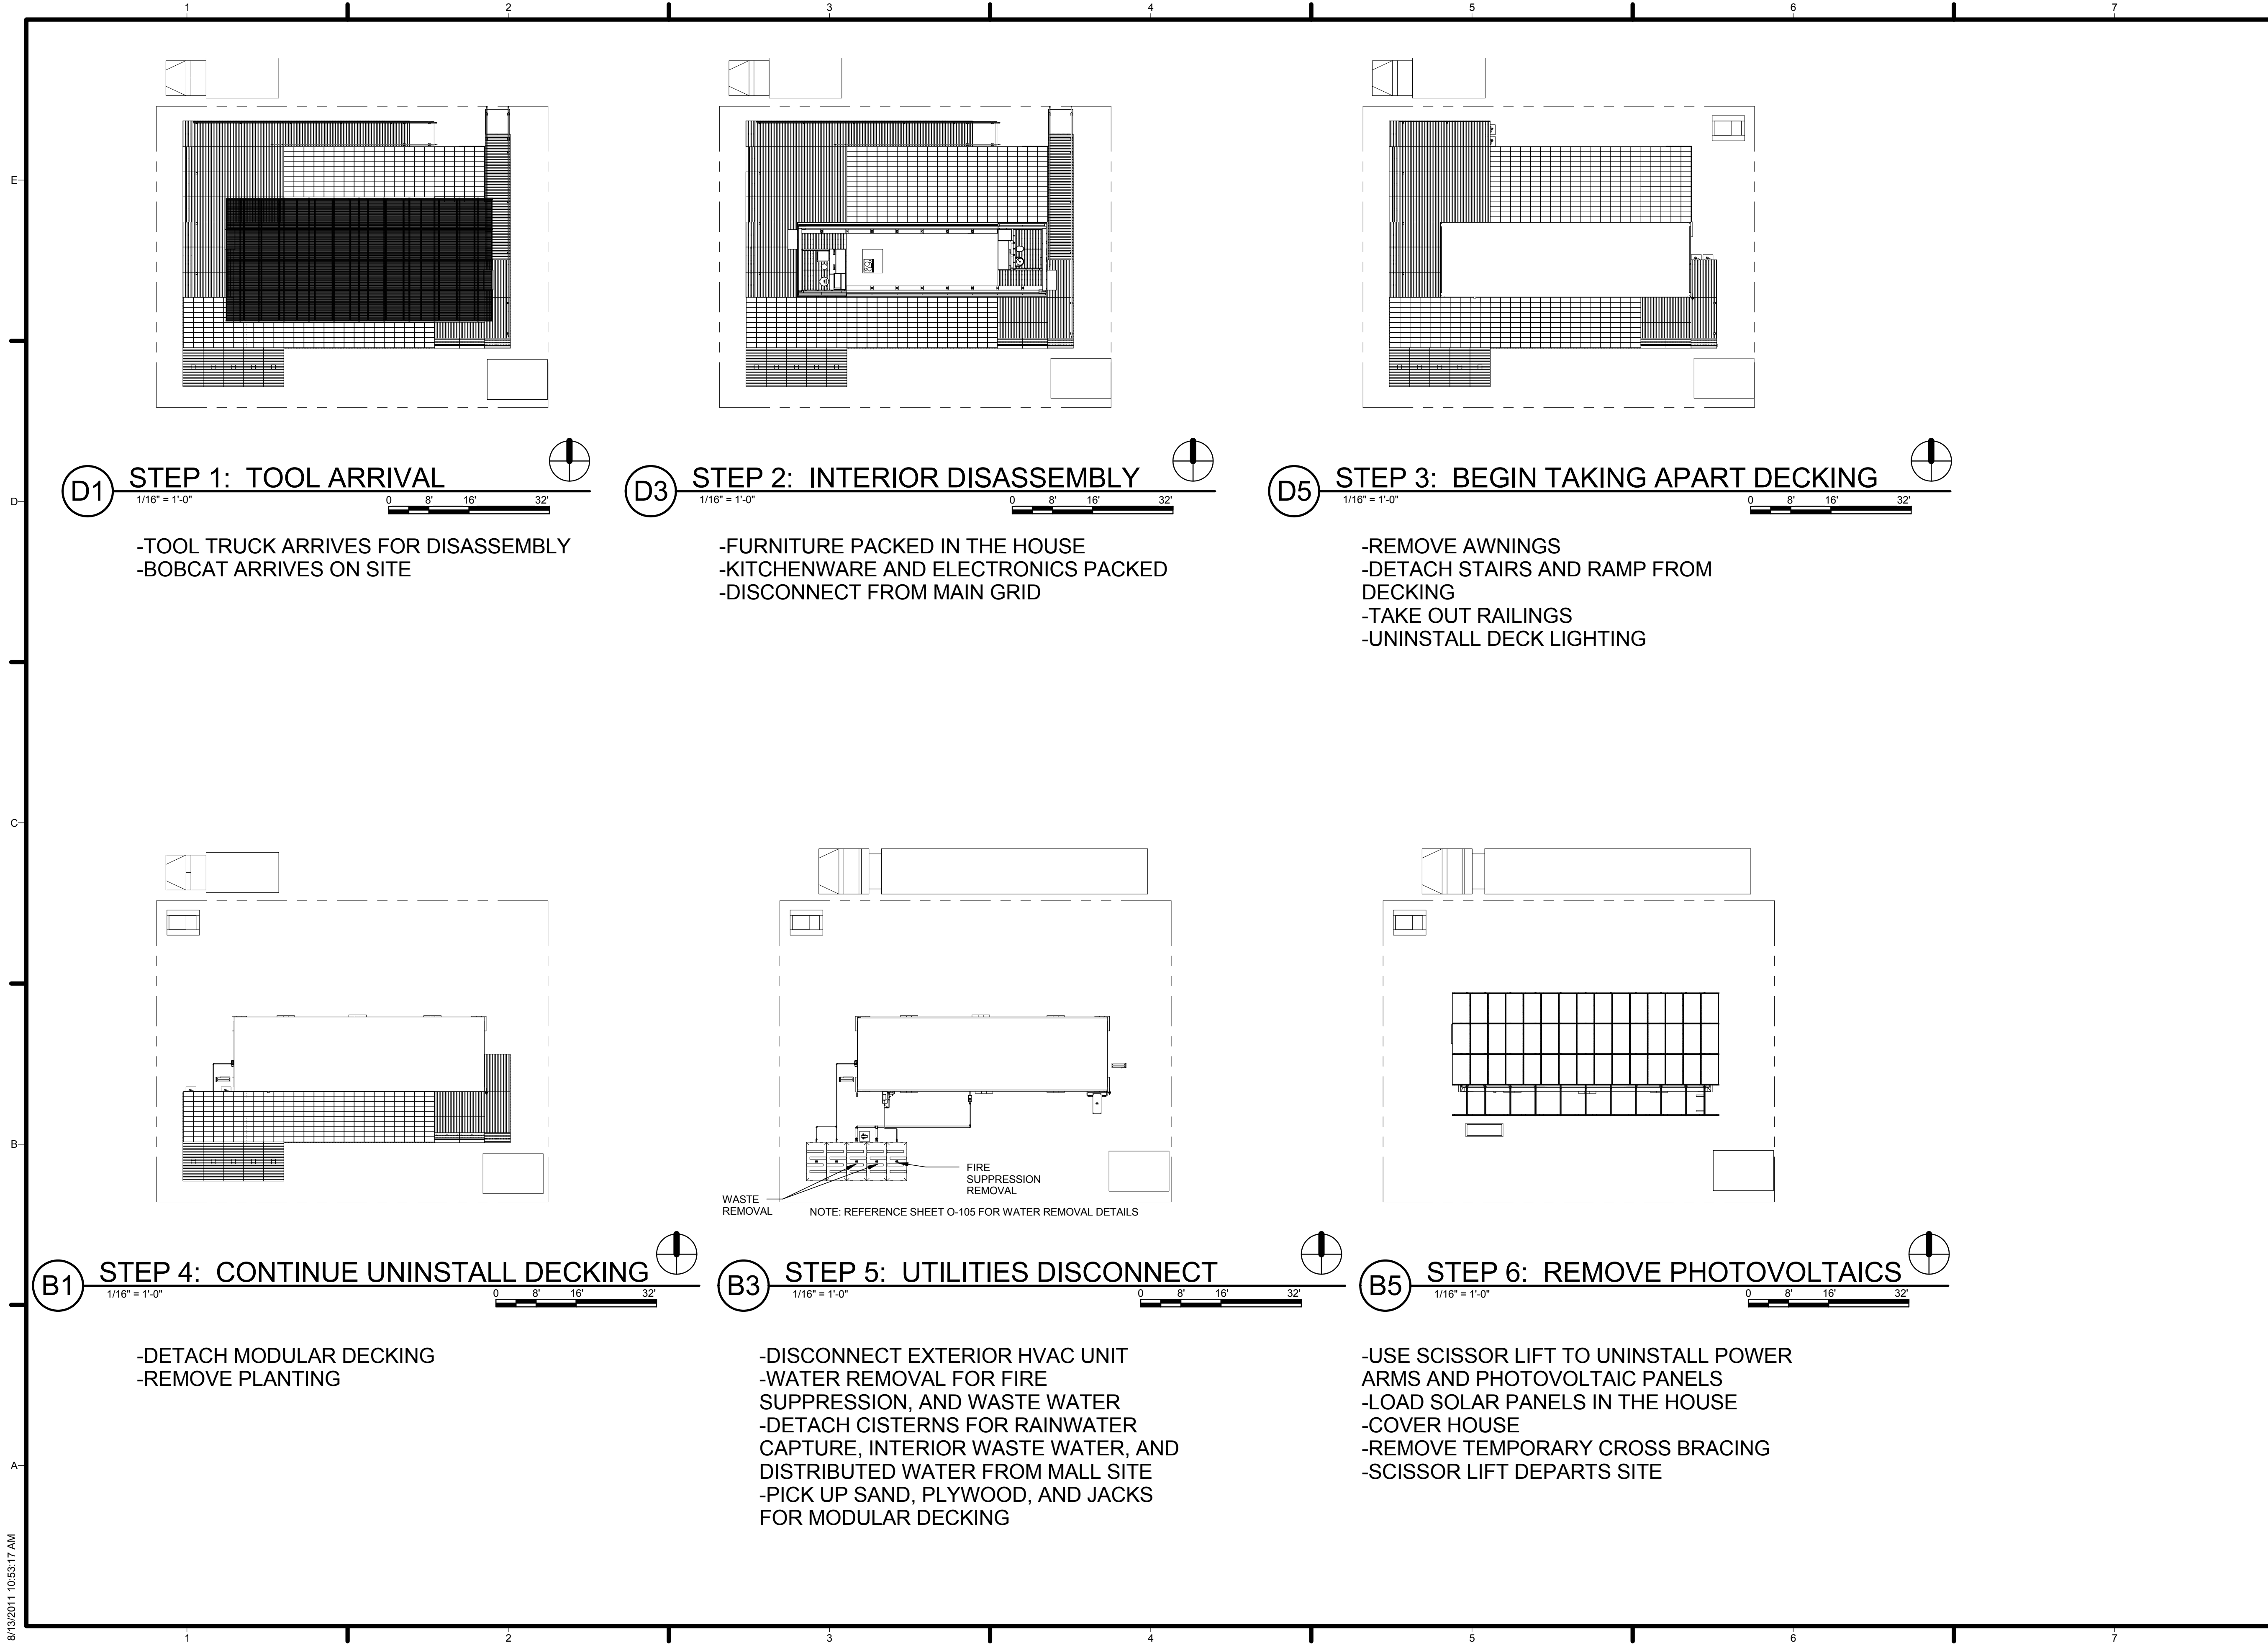 1 2 3 4 5 6 7
E
D1 STEP 1: TOOL ARRIVAL
1/16" = 1'-0"
0 8' 16' 32'
-TOOL TRUCK ARRIVES FOR DISASSEMBLY
-BOBCAT ARRIVES ON SITE
D3 STEP 2: INTERIOR DISASSEMBLY
1/16" = 1'-0"
0 8' 16' 32'
-FURNITURE PACKED IN THE HOUSE
-KITCHENWARE AND ELECTRONICS PACKED
-DISCONNECT FROM MAIN GRID
D5 STEP 3: BEGIN TAKING APART DECKING
1/16" = 1'-0"
0 8' 16' 32'
-REMOVE AWNINGS
-DETACH STAIRS AND RAMP FROM
DECKING
-TAKE OUT RAILINGS
-UNINSTALL DECK LIGHTING
D
C
B
WASTE
REMOVAL
FIRE
SUPPRESSION
REMOVAL
NOTE: REFERENCE SHEET O-105 FOR WATER REMOVAL DETAILS
B1 STEP 4: CONTINUE UNINSTALL DECKING
1/16" = 1'-0"
0 8' 16' 32'
-DETACH MODULAR DECKING
-REMOVE PLANTING
B3 STEP 5: UTILITIES DISCONNECT
1/16" = 1'-0"
0 8' 16' 32'
-DISCONNECT EXTERIOR HVAC UNIT
-WATER REMOVAL FOR FIRE
SUPPRESSION, AND WASTE WATER
-DETACH CISTERNS FOR RAINWATER
CAPTURE, INTERIOR WASTE WATER, AND
DISTRIBUTED WATER FROM MALL SITE
-PICK UP SAND, PLYWOOD, AND JACKS
FOR MODULAR DECKING
B5 STEP 6: REMOVE PHOTOVOLTAICS
1/16" = 1'-0"
0 8' 16' 32'
-USE SCISSOR LIFT TO UNINSTALL POWER
ARMS AND PHOTOVOLTAIC PANELS
-LOAD SOLAR PANELS IN THE HOUSE
-COVER HOUSE
-REMOVE TEMPORARY CROSS BRACING
-SCISSOR LIFT DEPARTS SITE
A
8/13/2011 10:53:17 AM
1 2 3 4 5 6 7